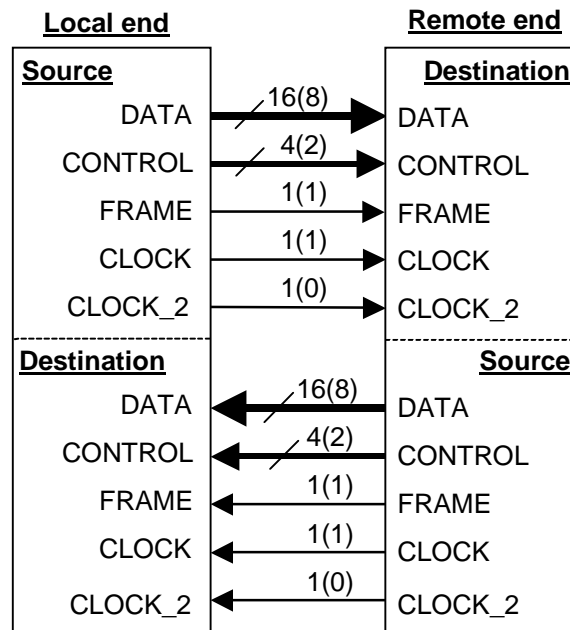 Local end Remote end
Source Destination
DATA 16(8) DATA
CONTROL 4(2) CONTROL
FRAME 1(1) FRAME
CLOCK 1(1) CLOCK
CLOCK_2 1(0) CLOCK_2
Destination Source
DATA 16(8) DATA
CONTROL 4(2) CONTROL
FRAME 1(1) FRAME
CLOCK 1(1) CLOCK
CLOCK_2 1(0) CLOCK_2